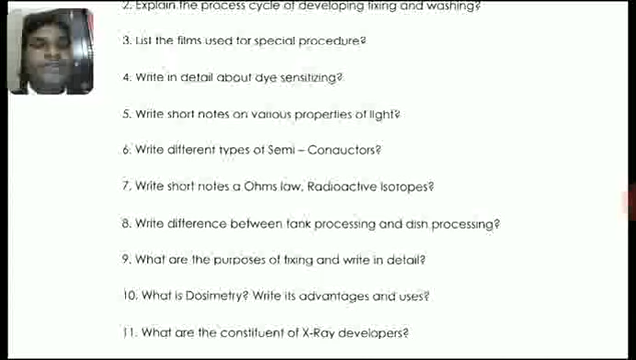 2. Explain the process cycle of developing fixing and washing?
3. List the films used for special procedure?
4. Write in detail about dye sensitizing?
5. Write short notes on various properties of light?
6. Write different types of Semi – Conductors?
7. Write short notes a Ohms law, Radioactive Isotopes?
8. Write difference between tank processing and dish processing?
9. What are the purposes of fixing and write in detail?
10. What is Dosimetry? Write its advantages and uses?
11. What are the constituent of X-Ray developers?